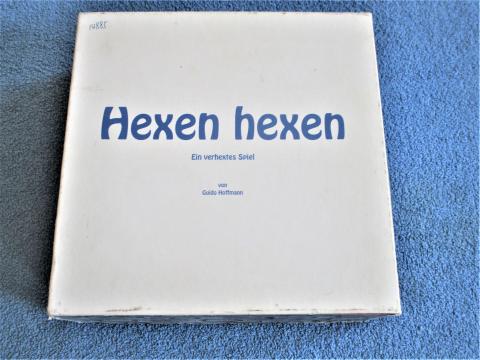 Hexen hexen
Ein verhextes Spiel
von
Guido Hoffmann